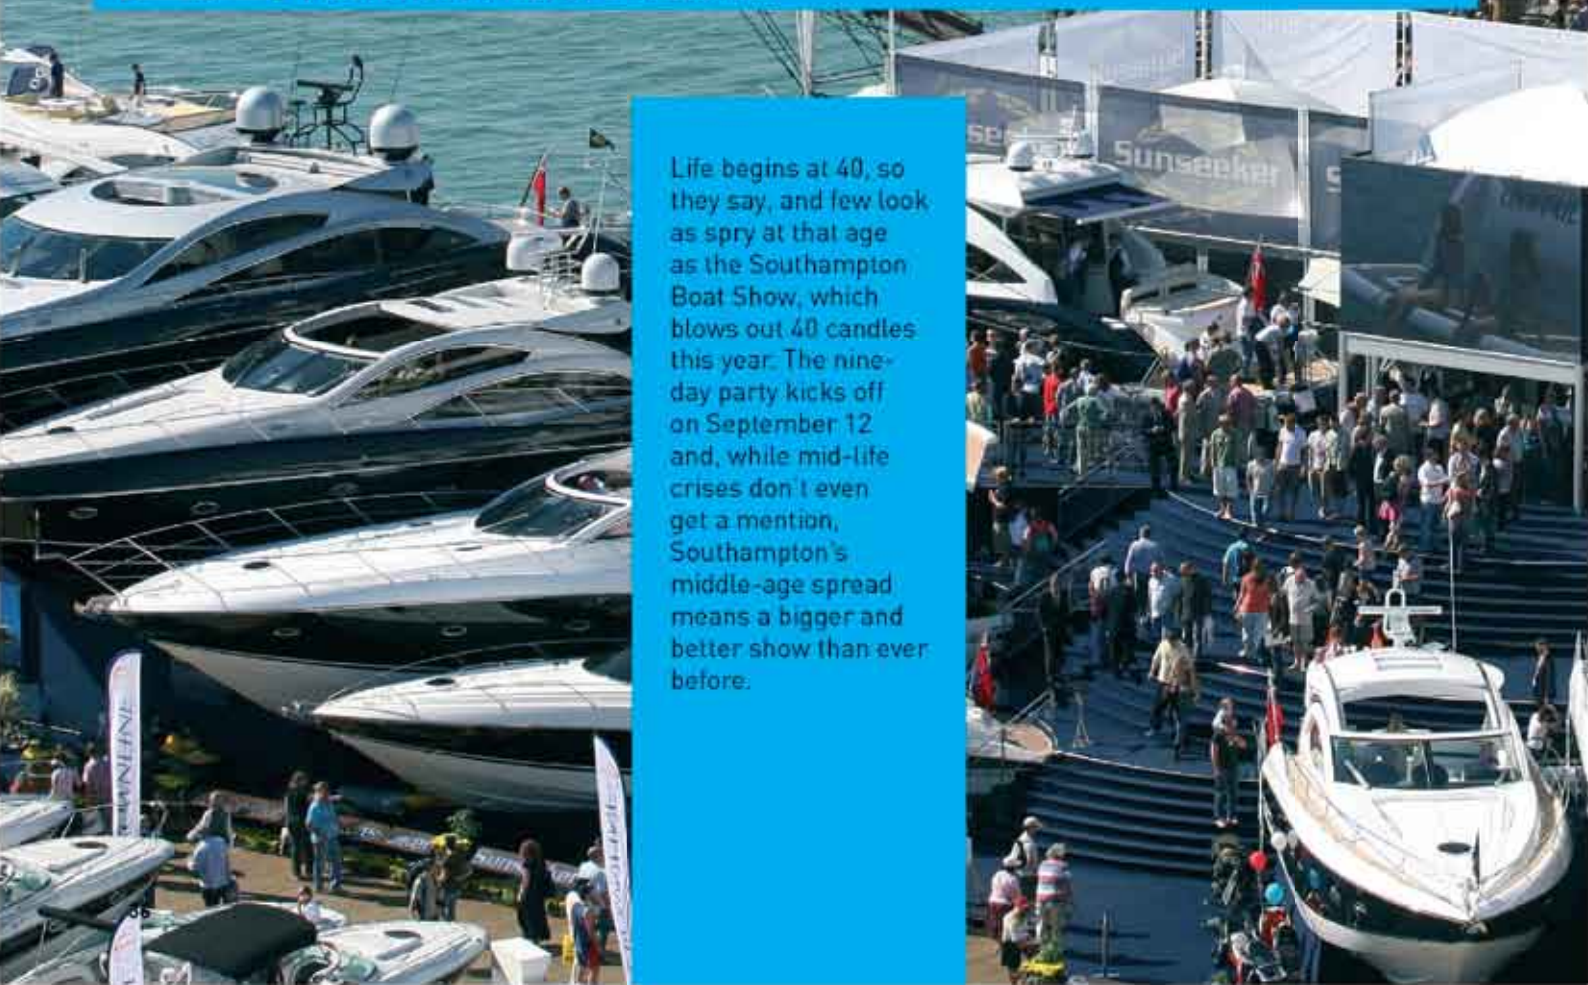 Life begins at 40, so
they say, and few look
as spry at that age
as the Southampton
Boat Show, which
blows out 40 candles
this year. The nine-
day party kicks off
on September 12
and, while mid-life
crises don't even
get a mention,
Southampton's
middle-age spread
means a bigger and
better show than ever
before.
Sunseeker